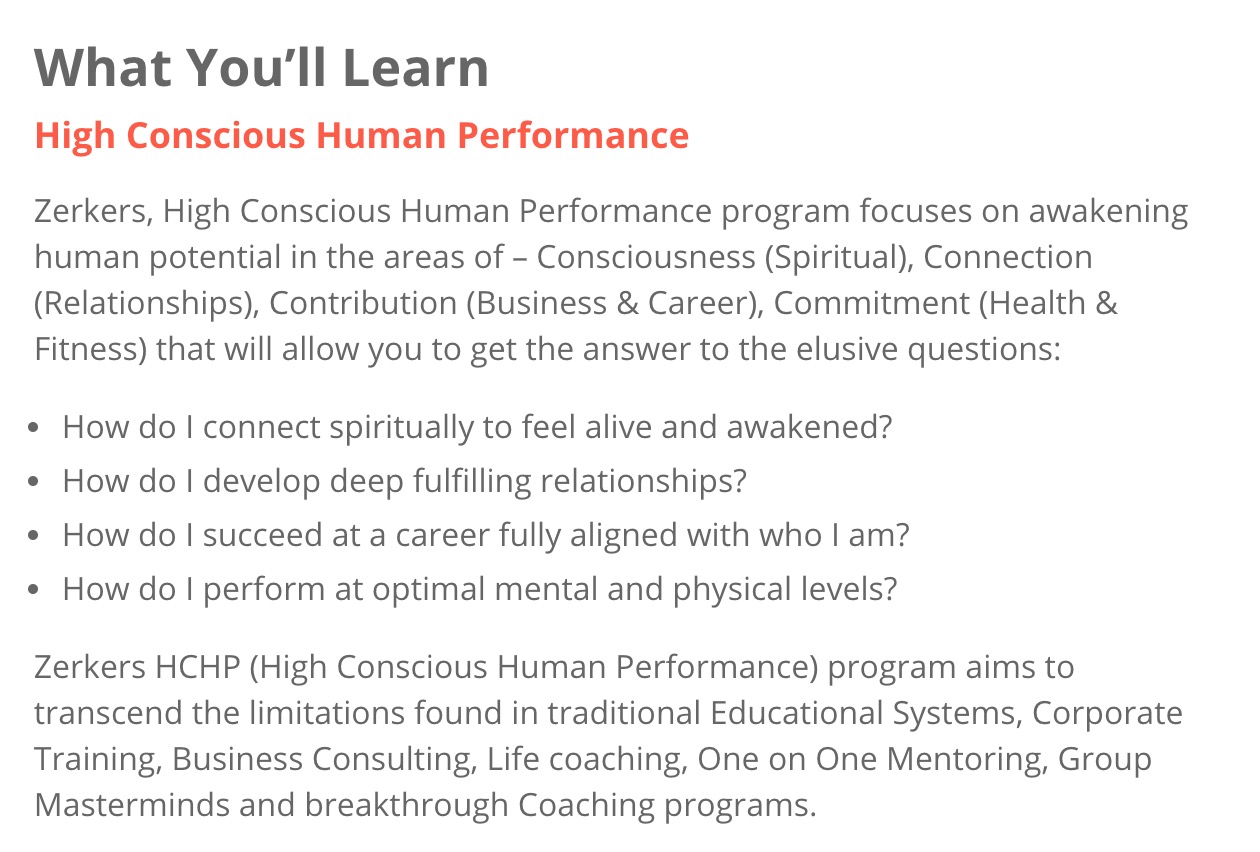 What You’ll Learn
High Conscious Human Performance
Zerkers, High Conscious Human Performance program focuses on awakening
human potential in the areas of – Consciousness (Spiritual), Connection
(Relationships), Contribution (Business & Career), Commitment (Health &
Fitness) that will allow you to get the answer to the elusive questions:
• How do I connect spiritually to feel alive and awakened?
• How do I develop deep fulfilling relationships?
• How do I succeed at a career fully aligned with who I am?
• How do I perform at optimal mental and physical levels?
Zerkers HCHP (High Conscious Human Performance) program aims to
transcend the limitations found in traditional Educational Systems, Corporate
Training, Business Consulting, Life coaching, One on One Mentoring, Group
Masterminds and breakthrough Coaching programs.